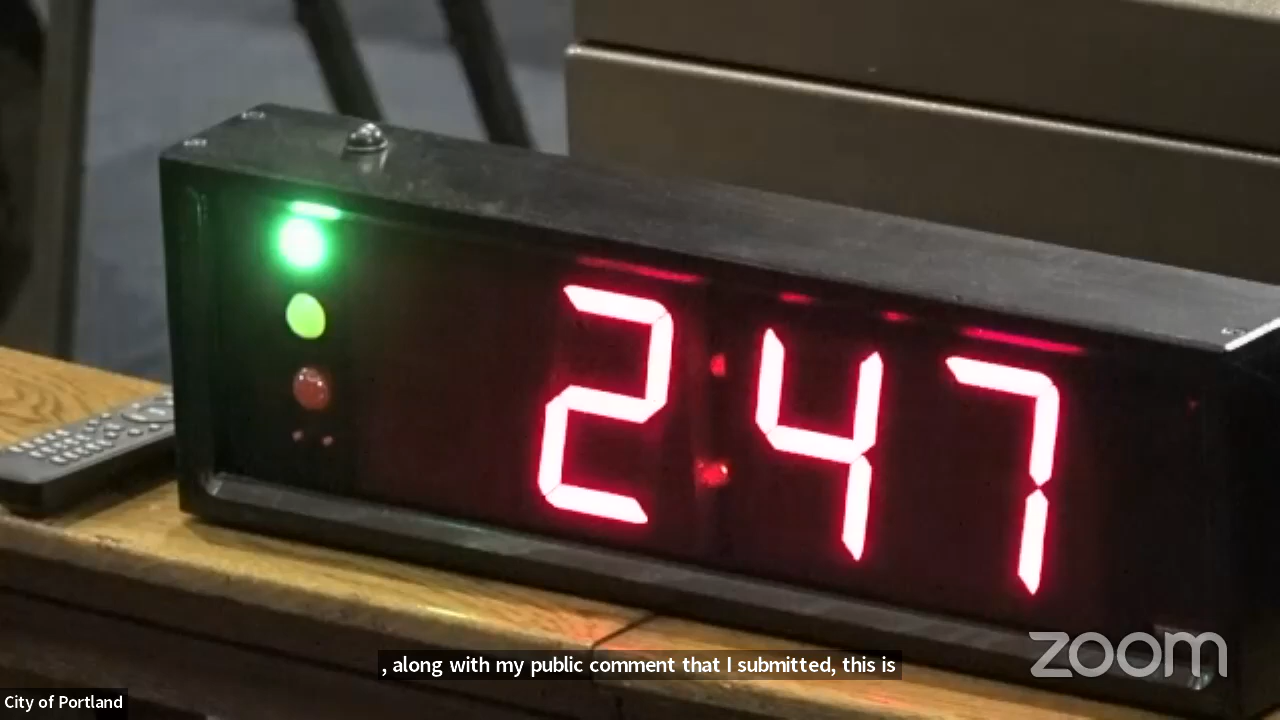 2:47
zoom
, along with my public comment that I submitted, this is
City of Portland